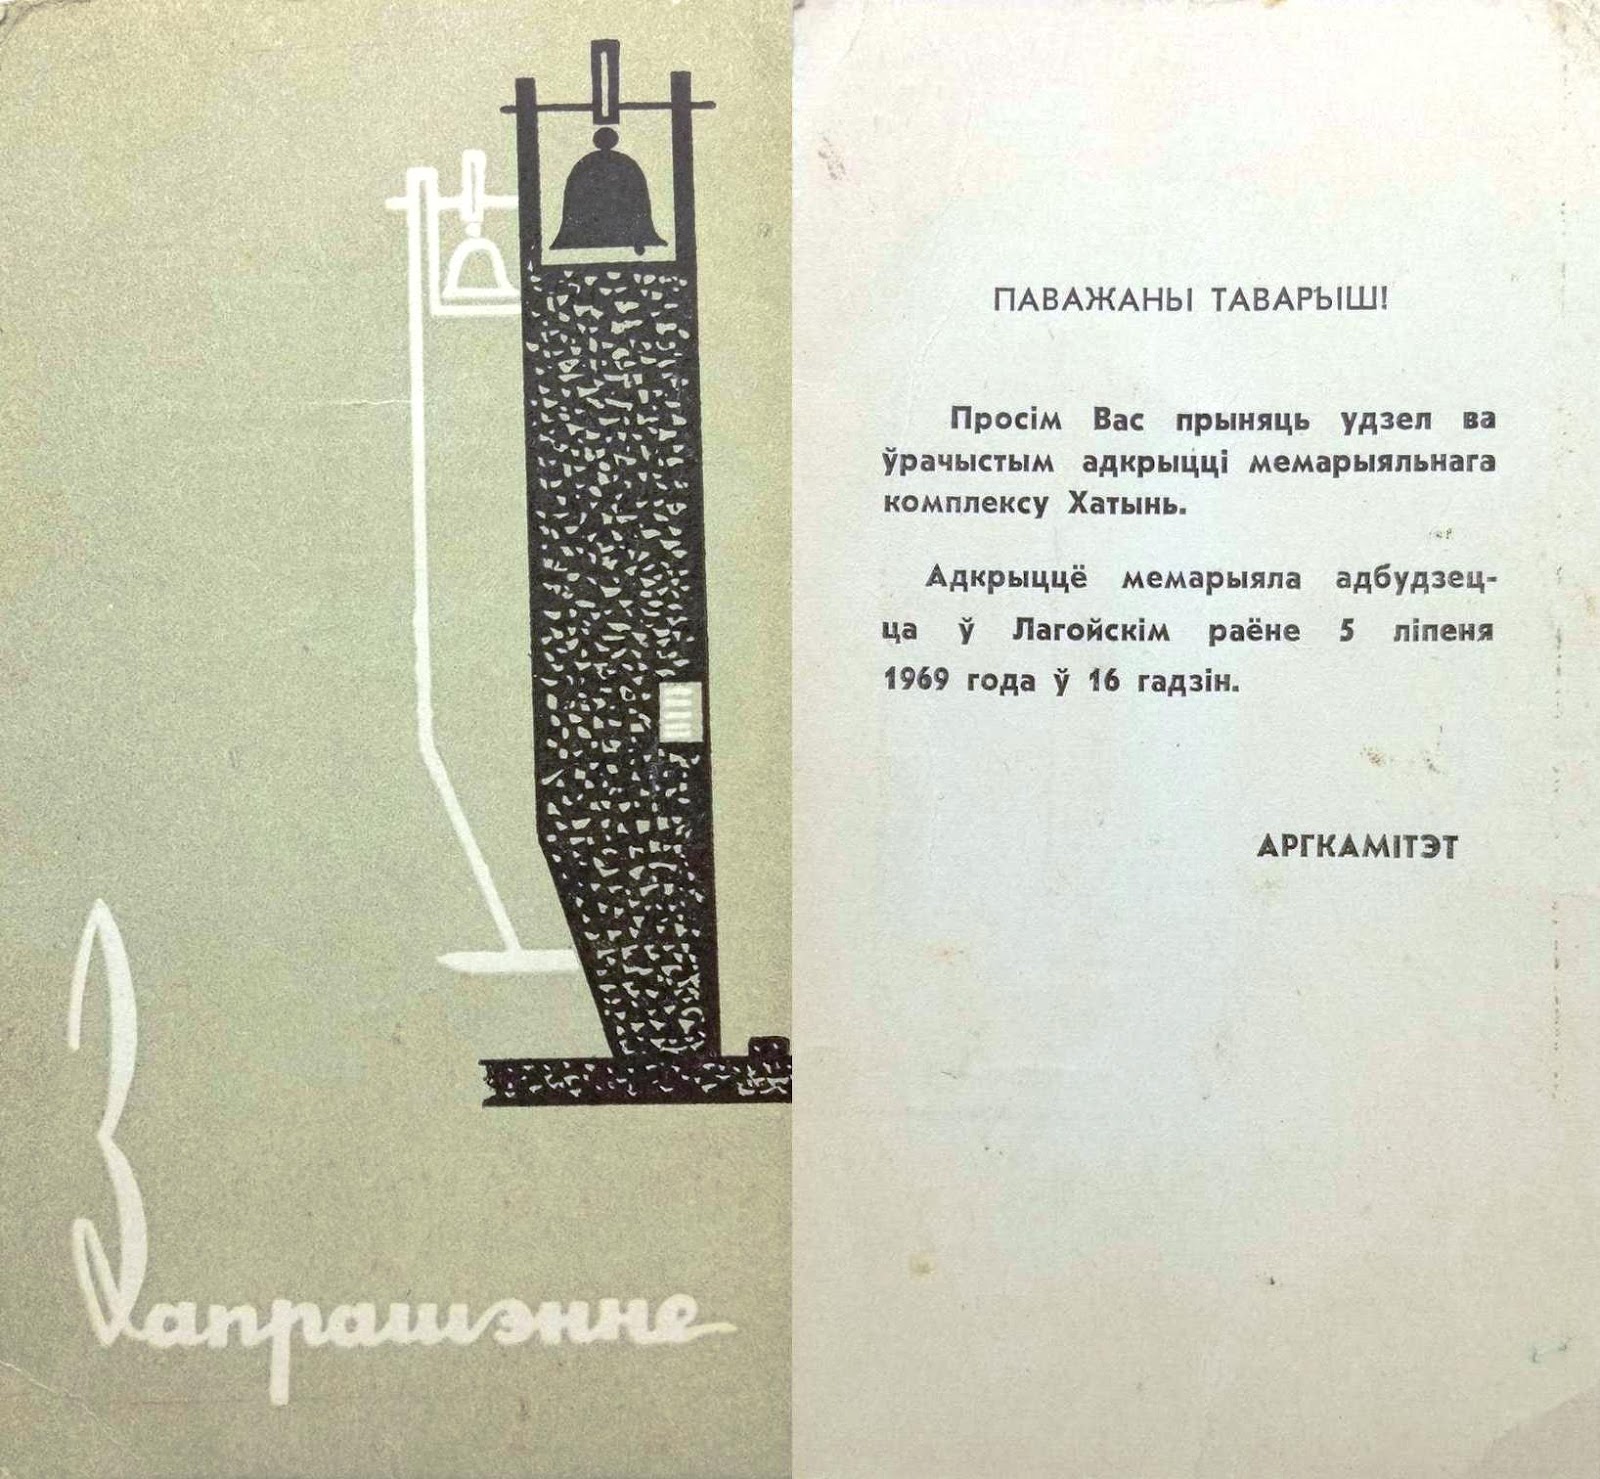 Запрашэнне
ПАВАЖАНЫ ТАВАРЫШ!
Просім Вас прыняць удзел ва
ўрачыстым адкрыцці мемарыяльнага
комплексу Хатынь.
Адкрыццё мемарыяла адбудзец-
ца ў Лагойскім раёне 5 ліпеня
1969 года ў 16 гадзін.
АРГКАМІТЭТ